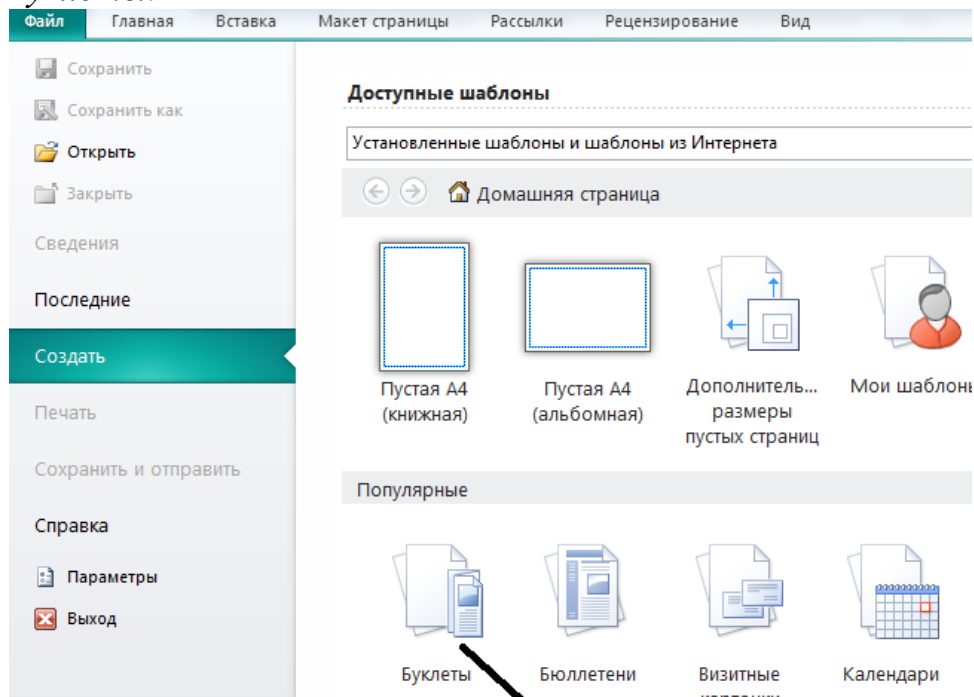 Файл Главная Вставка Макет страницы Рассылки Рецензирование Вид
Сохранить
Сохранить как
Открыть
Закрыть
Сведения
Последние
Создать
Печать
Сохранить и отправить
Справка
Параметры
Выход
Доступные шаблоны
Установленные шаблоны и шаблоны из Интернета
Домашняя страница
Пустая A4
(книжная)
Пустая A4
(альбомная)
Дополнитель...
размеры
пустых страниц
Мои шаблоны
Популярные
Буклеты
Бюллетени
Визитные
Календари